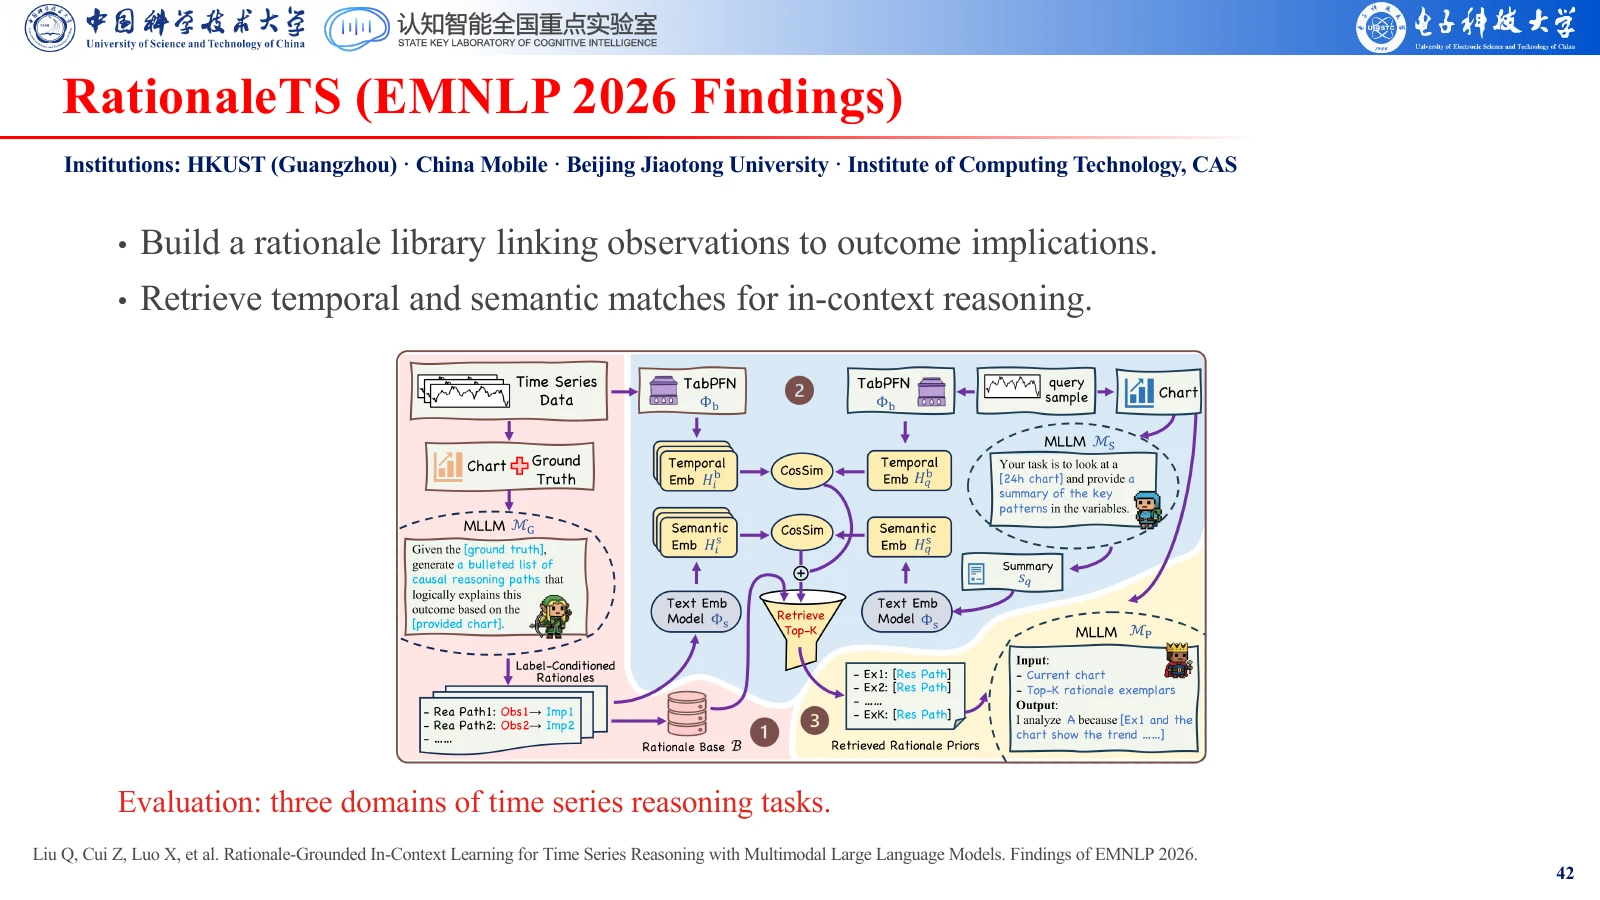 中国科学技术大学
University of Science and Technology of China
认知智能全国重点实验室
STATE KEY LABORATORY OF COGNITIVE INTELLIGENCE
电子科技大学
University of Electronic Science and Technology of China
RationaleTS (EMNLP 2026 Findings)
Institutions: HKUST (Guangzhou) · China Mobile · Beijing Jiaotong University · Institute of Computing Technology, CAS
• Build a rationale library linking observations to outcome implications.
• Retrieve temporal and semantic matches for in-context reasoning.
Time Series
Data
Chart
Ground
Truth
MLLM ℳG
Given the [ground truth],
generate a bulleted list of
causal reasoning paths that
logically explains this
outcome based on the
[provided chart].
Label-Conditioned
Rationales
- Rea Path1: Obs1→ Imp1
- Rea Path2: Obs2→ Imp2
- ......
Rationale Base ℬ
1
TabPFN
Φb
2
TabPFN
Φb
query
sample
Chart
Temporal
Emb Hᵢᵇ
CosSim
Temporal
Emb H_q^b
Semantic
Emb Hᵢˢ
CosSim
Semantic
Emb H_q^s
Text Emb
Model Φs
Retrieve
Top-K
Text Emb
Model Φs
MLLM ℳS
Your task is to look at a
[24h chart] and provide a
summary of the key
patterns in the variables.
Summary
s_q
- Ex1: [Res Path]
- Ex2: [Res Path]
- ......
- ExK: [Res Path]
3
Retrieved Rationale Priors
MLLM ℳP
Input:
- Current chart
- Top-K rationale exemplars
Output:
I analyze A because [Ex1 and the
chart show the trend ......]
Evaluation: three domains of time series reasoning tasks.
Liu Q, Cui Z, Luo X, et al. Rationale-Grounded In-Context Learning for Time Series Reasoning with Multimodal Large Language Models. Findings of EMNLP 2026.
42